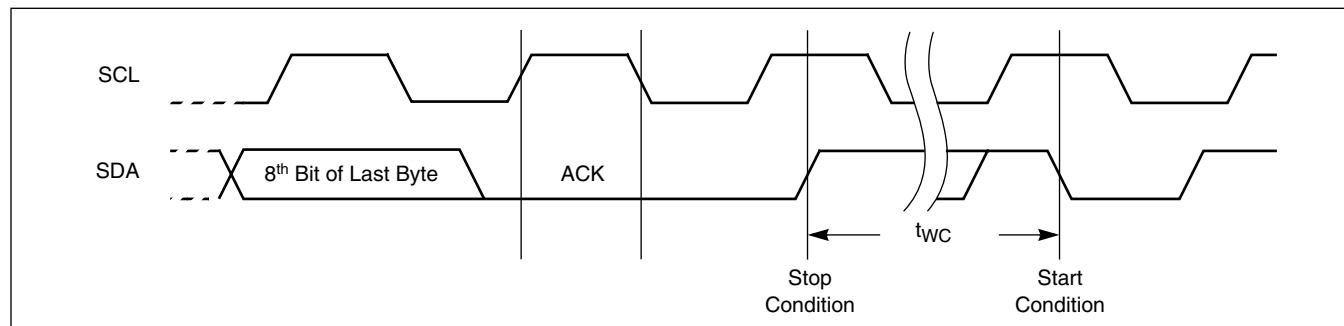 SCL
SDA
8th Bit of Last Byte
ACK
tWC
Stop
Condition
Start
Condition